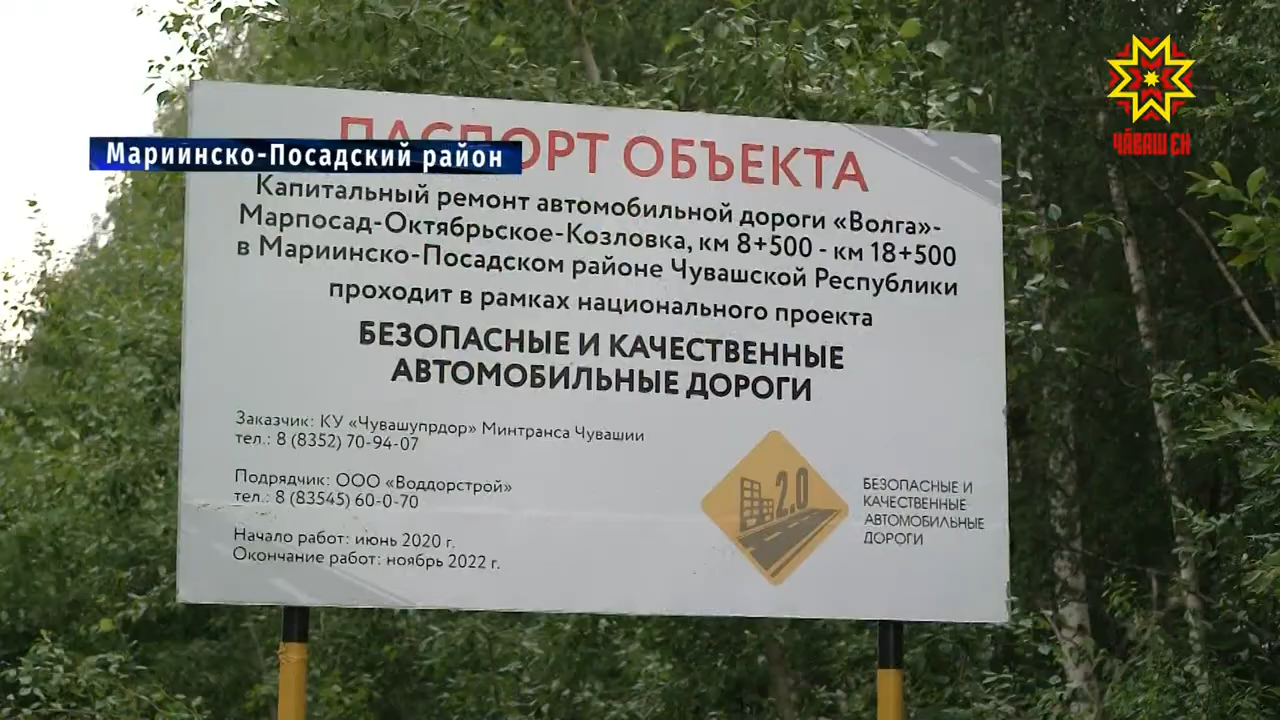 ЧӐВАШ ЕН
ПАСПОРТ ОБЪЕКТА
Мариинско-Посадский район
Капитальный ремонт автомобильной дороги «Волга»-
Марпосад-Октябрьское-Козловка, км 8+500 - км 18+500
в Мариинско-Посадском районе Чувашской Республики
проходит в рамках национального проекта
БЕЗОПАСНЫЕ И КАЧЕСТВЕННЫЕ
АВТОМОБИЛЬНЫЕ ДОРОГИ
Заказчик: КУ «Чувашупрдор» Минтранса Чувашии
тел.: 8 (8352) 70-94-07
Подрядчик: ООО «Воддорстрой»
тел.: 8 (83545) 60-0-70
Начало работ: июнь 2020 г.
Окончание работ: ноябрь 2022 г.
2.0
БЕЗОПАСНЫЕ И
КАЧЕСТВЕННЫЕ
АВТОМОБИЛЬНЫЕ
ДОРОГИ